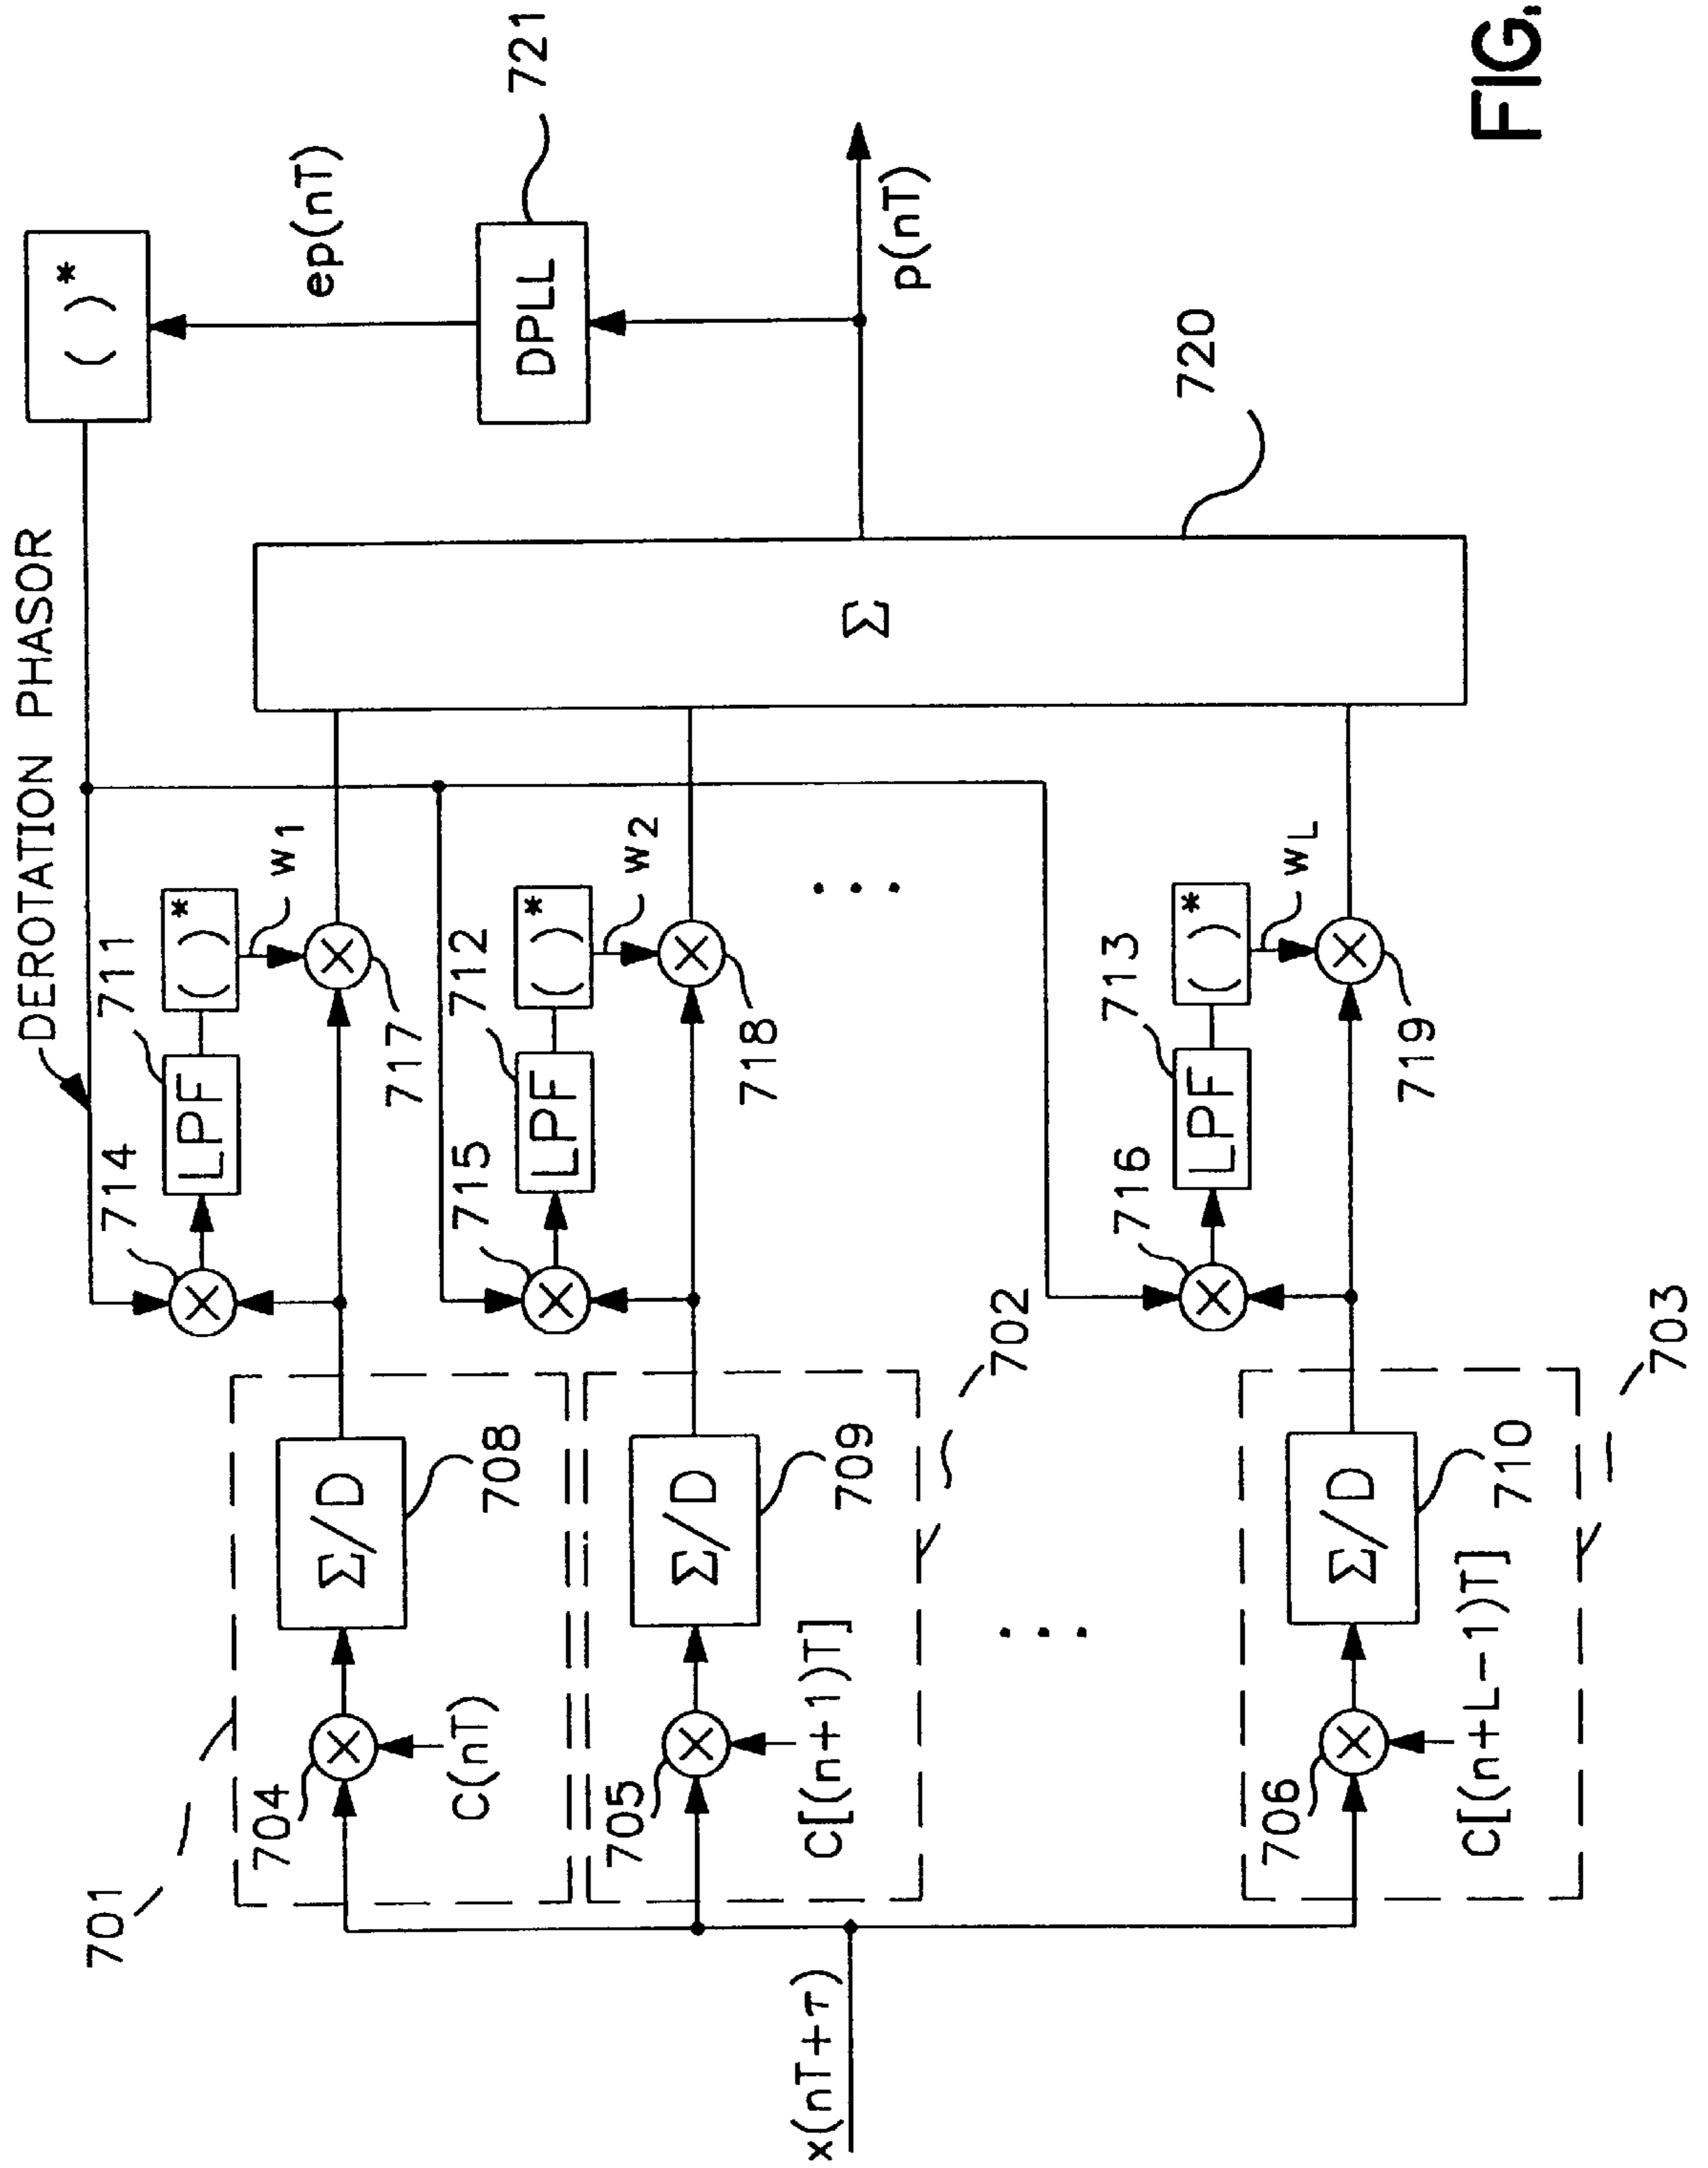 DEROTATION PHASOR
( )*
ep(nT)
721
DPLL
p(nT)
720
Σ
714
711
LPF
( )*
w1
717
715
712
LPF
( )*
w2
718
...
716
713
LPF
( )*
wL
719
701
704
C(nT)
Σ/D
708
705
C[(n+1)T]
Σ/D
709
702
...
706
C[(n+L-1)T]
Σ/D
710
703
x(nT+τ)
FIG.